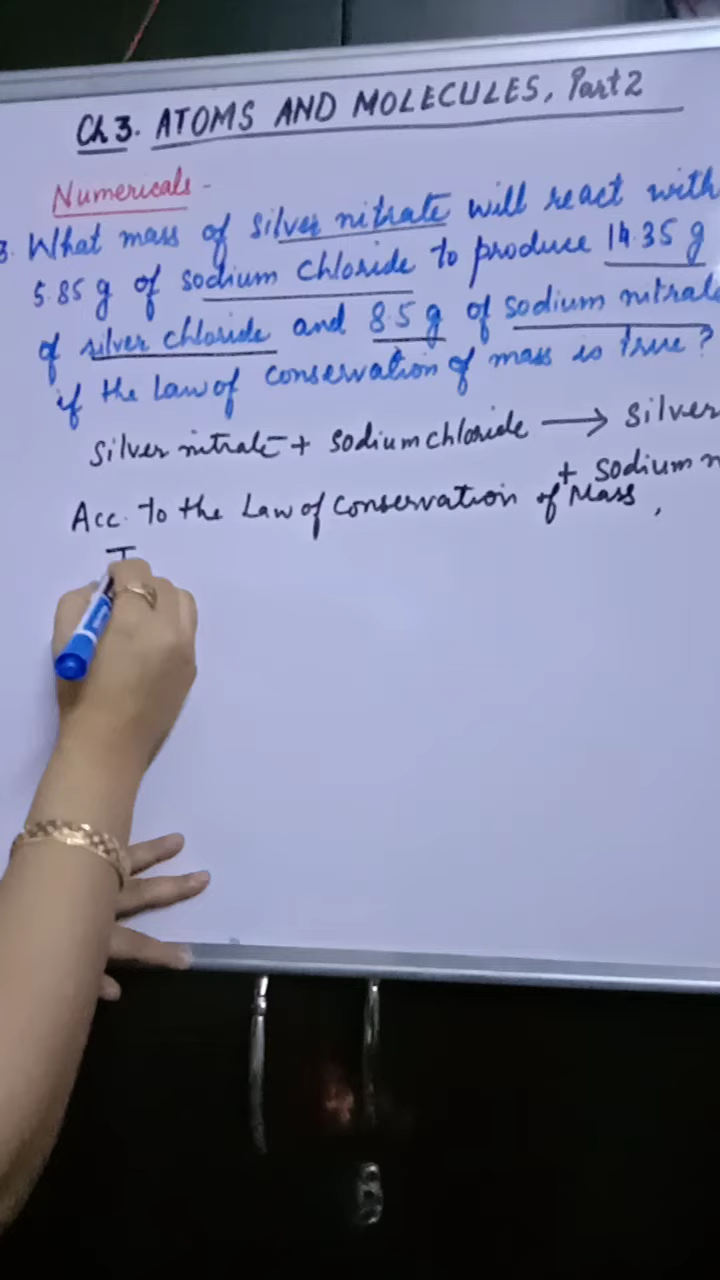 Ch 3. ATOMS AND MOLECULES, Part 2
Numericals -
3. What mass of silver nitrate will react with
5.85 g of sodium chloride to produce 14.35 g
of silver chloride and 8.5 g of sodium nitrate
if the law of conservation of mass is true?
Silver nitrate + sodium chloride → silver
+ sodium n
Acc. To the Law of Conservation of Mass,
T